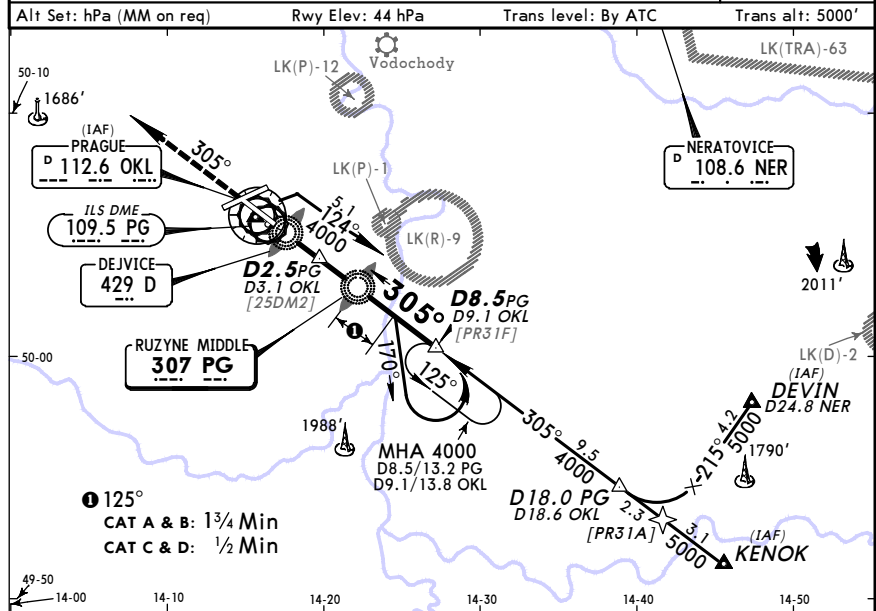 Alt Set: hPa (MM on req) Rwy Elev: 44 hPa Trans level: By ATC Trans alt: 5000'
50-10
1686'
(IAF)
PRAGUE
D 112.6 OKL
305°
ILS DME
109.5 PG
DEJVICE
429 D
RUZYNE MIDDLE
307 PG
LK(P)-12
Vodochody
LK(TRA)-63
LK(P)-1
LK(R)-9
NERATOVICE
D 108.6 NER
5.1
124°
4000
D2.5PG
D3.1 OKL
[25DM2]
305°
D8.5PG
D9.1 OKL
[PR31F]
2011'
LK(D)-2
50-00
1
170°
125°
MHA 4000
D8.5/13.2 PG
D9.1/13.8 OKL
1988'
(IAF)
DEVIN
D24.8 NER
4.2
215°
5000
1790'
305°
9.5
4000
D18.0 PG
D18.6 OKL
[PR31A]
2.3
3.1
5000
(IAF)
KENOK
1 125°
CAT A & B: 1 3/4 Min
CAT C & D: 1/2 Min
49-50
14-00 14-10 14-20 14-30 14-40 14-50